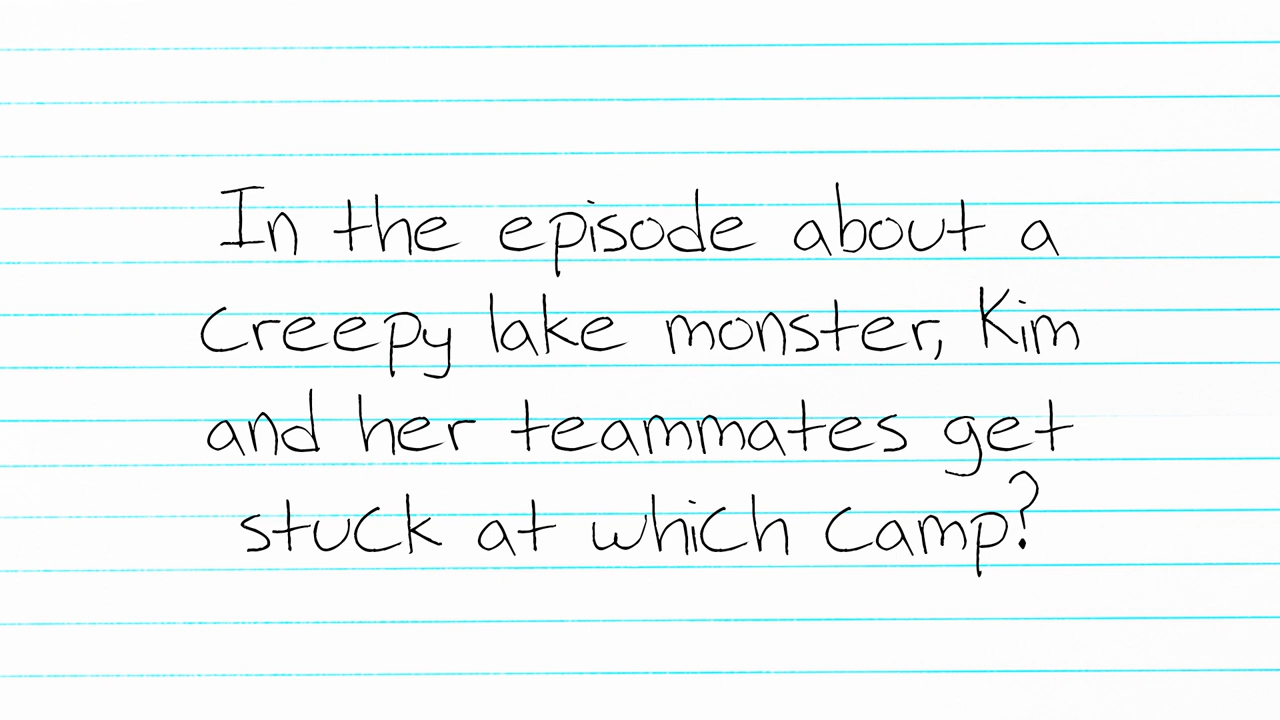 In the episode about a
creepy lake monster, Kim
and her teammates get
stuck at which camp?